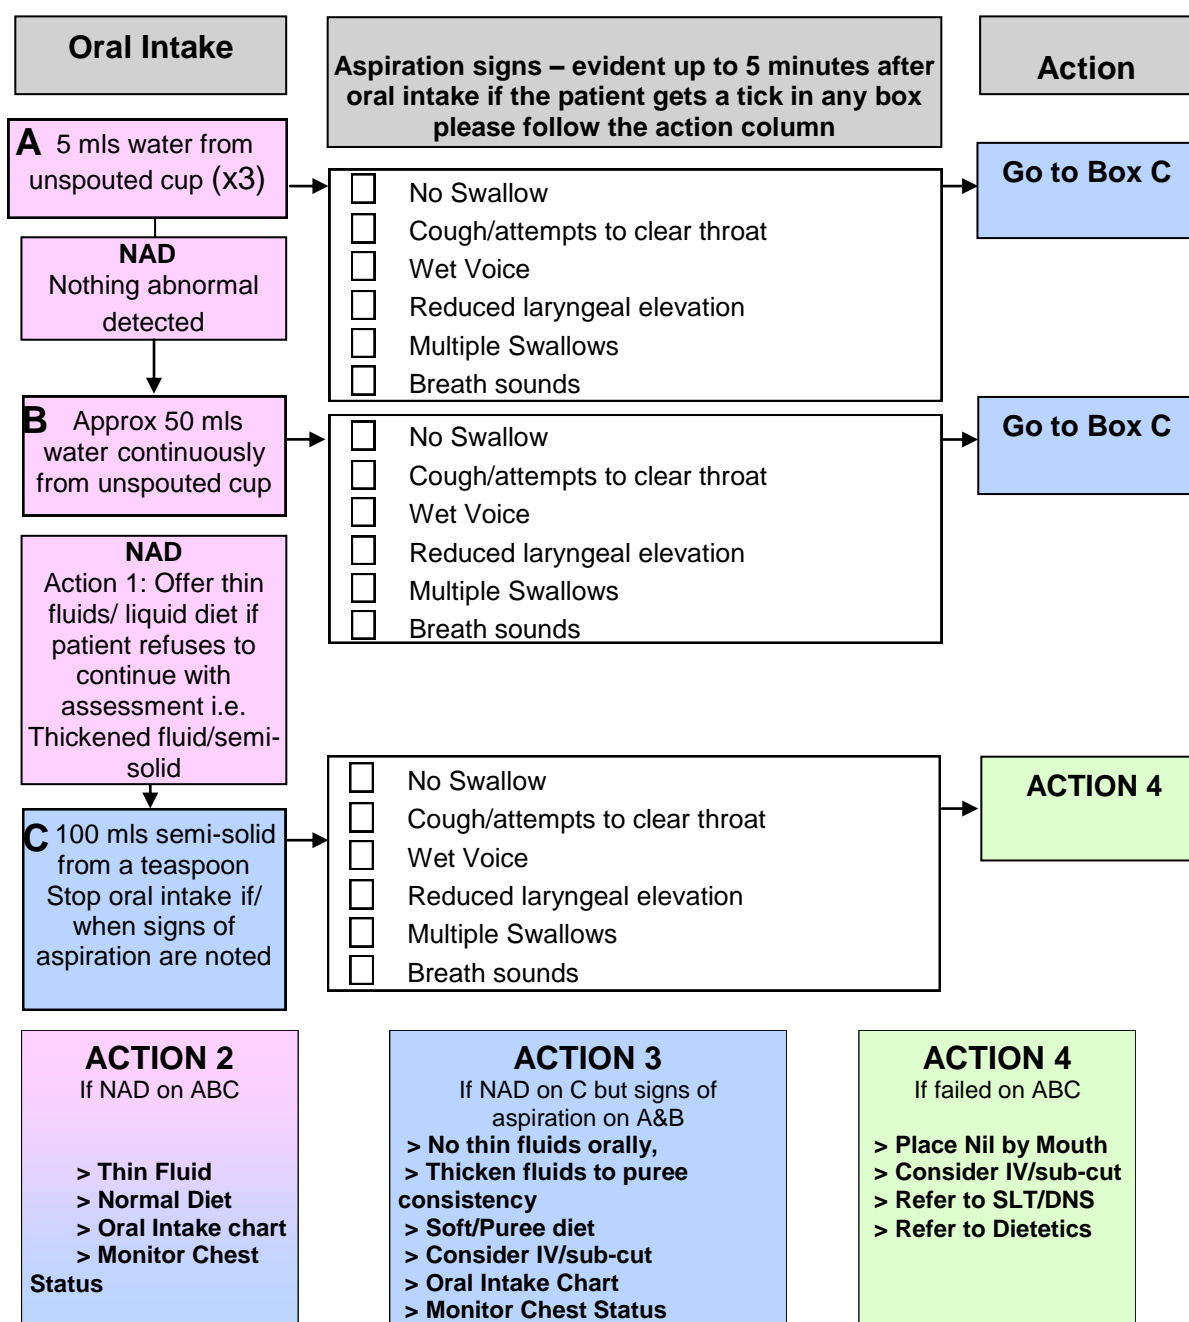 Oral Intake
Aspiration signs – evident up to 5 minutes after
oral intake if the patient gets a tick in any box
please follow the action column
Action
A 5 mls water from
unspouted cup (x3)
No Swallow
Cough/attempts to clear throat
Wet Voice
Reduced laryngeal elevation
Multiple Swallows
Breath sounds
Go to Box C
NAD
Nothing abnormal
detected
B Approx 50 mls
water continuously
from unspouted cup
No Swallow
Cough/attempts to clear throat
Wet Voice
Reduced laryngeal elevation
Multiple Swallows
Breath sounds
Go to Box C
NAD
Action 1: Offer thin
fluids/ liquid diet if
patient refuses to
continue with
assessment i.e.
Thickened fluid/semi-
solid
C 100 mls semi-solid
from a teaspoon
Stop oral intake if/
when signs of
aspiration are noted
No Swallow
Cough/attempts to clear throat
Wet Voice
Reduced laryngeal elevation
Multiple Swallows
Breath sounds
ACTION 4
ACTION 2
If NAD on ABC
> Thin Fluid
> Normal Diet
> Oral Intake chart
> Monitor Chest
Status
ACTION 3
If NAD on C but signs of
aspiration on A&B
> No thin fluids orally,
> Thicken fluids to puree
consistency
> Soft/Puree diet
> Consider IV/sub-cut
> Oral Intake Chart
> Monitor Chest Status
ACTION 4
If failed on ABC
> Place Nil by Mouth
> Consider IV/sub-cut
> Refer to SLT/DNS
> Refer to Dietetics